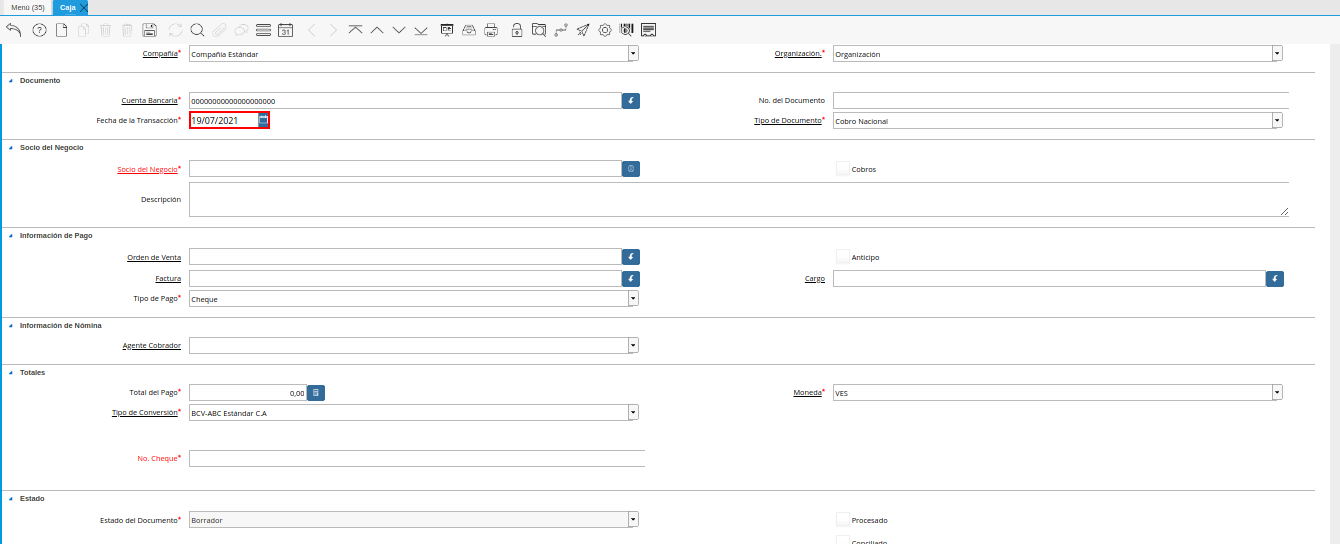 Menú (35) Caja
31
Compañía* Compañía Estándar Organización.* Organización
Documento
Cuenta Bancaria* 00000000000000000000 No. del Documento
Fecha de la Transacción* 19/07/2021 Tipo de Documento* Cobro Nacional
Socio del Negocio
Socio del Negocio* Cobros
Descripción
Información de Pago
Orden de Venta Anticipo
Factura Cargo
Tipo de Pago* Cheque
Información de Nómina
Agente Cobrador
Totales
Total del Pago* 0,00 Moneda* VES
Tipo de Conversión* BCV-ABC Estándar C.A
No. Cheque*
Estado
Estado del Documento* Borrador Procesado
Conciliado